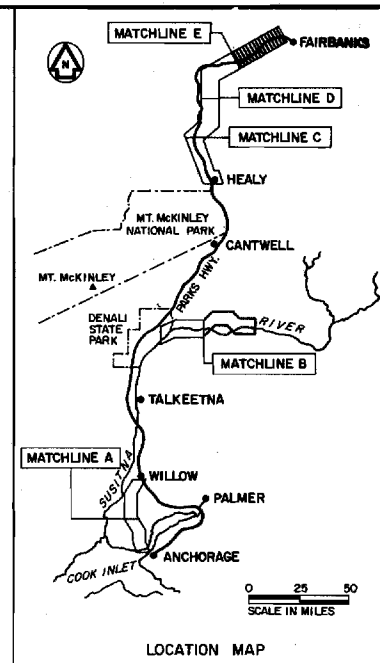 MATCHLINE E
FAIRBANKS
N
MATCHLINE D
MATCHLINE C
HEALY
MT. McKINLEY
NATIONAL PARK
CANTWELL
MT. McKINLEY
PARKS HWY.
DENALI
STATE
PARK
RIVER
MATCHLINE B
TALKEETNA
MATCHLINE A
WILLOW
SUSITNA
PALMER
ANCHORAGE
COOK INLET
0 25 50
SCALE IN MILES
LOCATION MAP